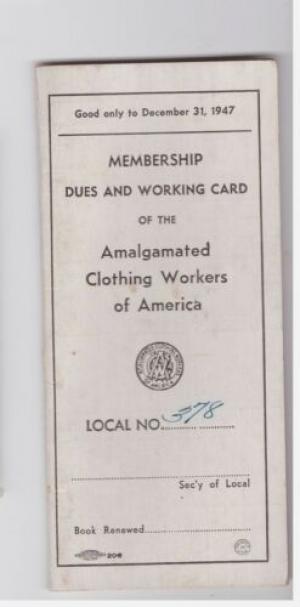 Good only to December 31, 1947
MEMBERSHIP
DUES AND WORKING CARD
OF THE
Amalgamated
Clothing Workers
of America
LOCAL NO. 378
Sec'y of Local
Book Renewed
206